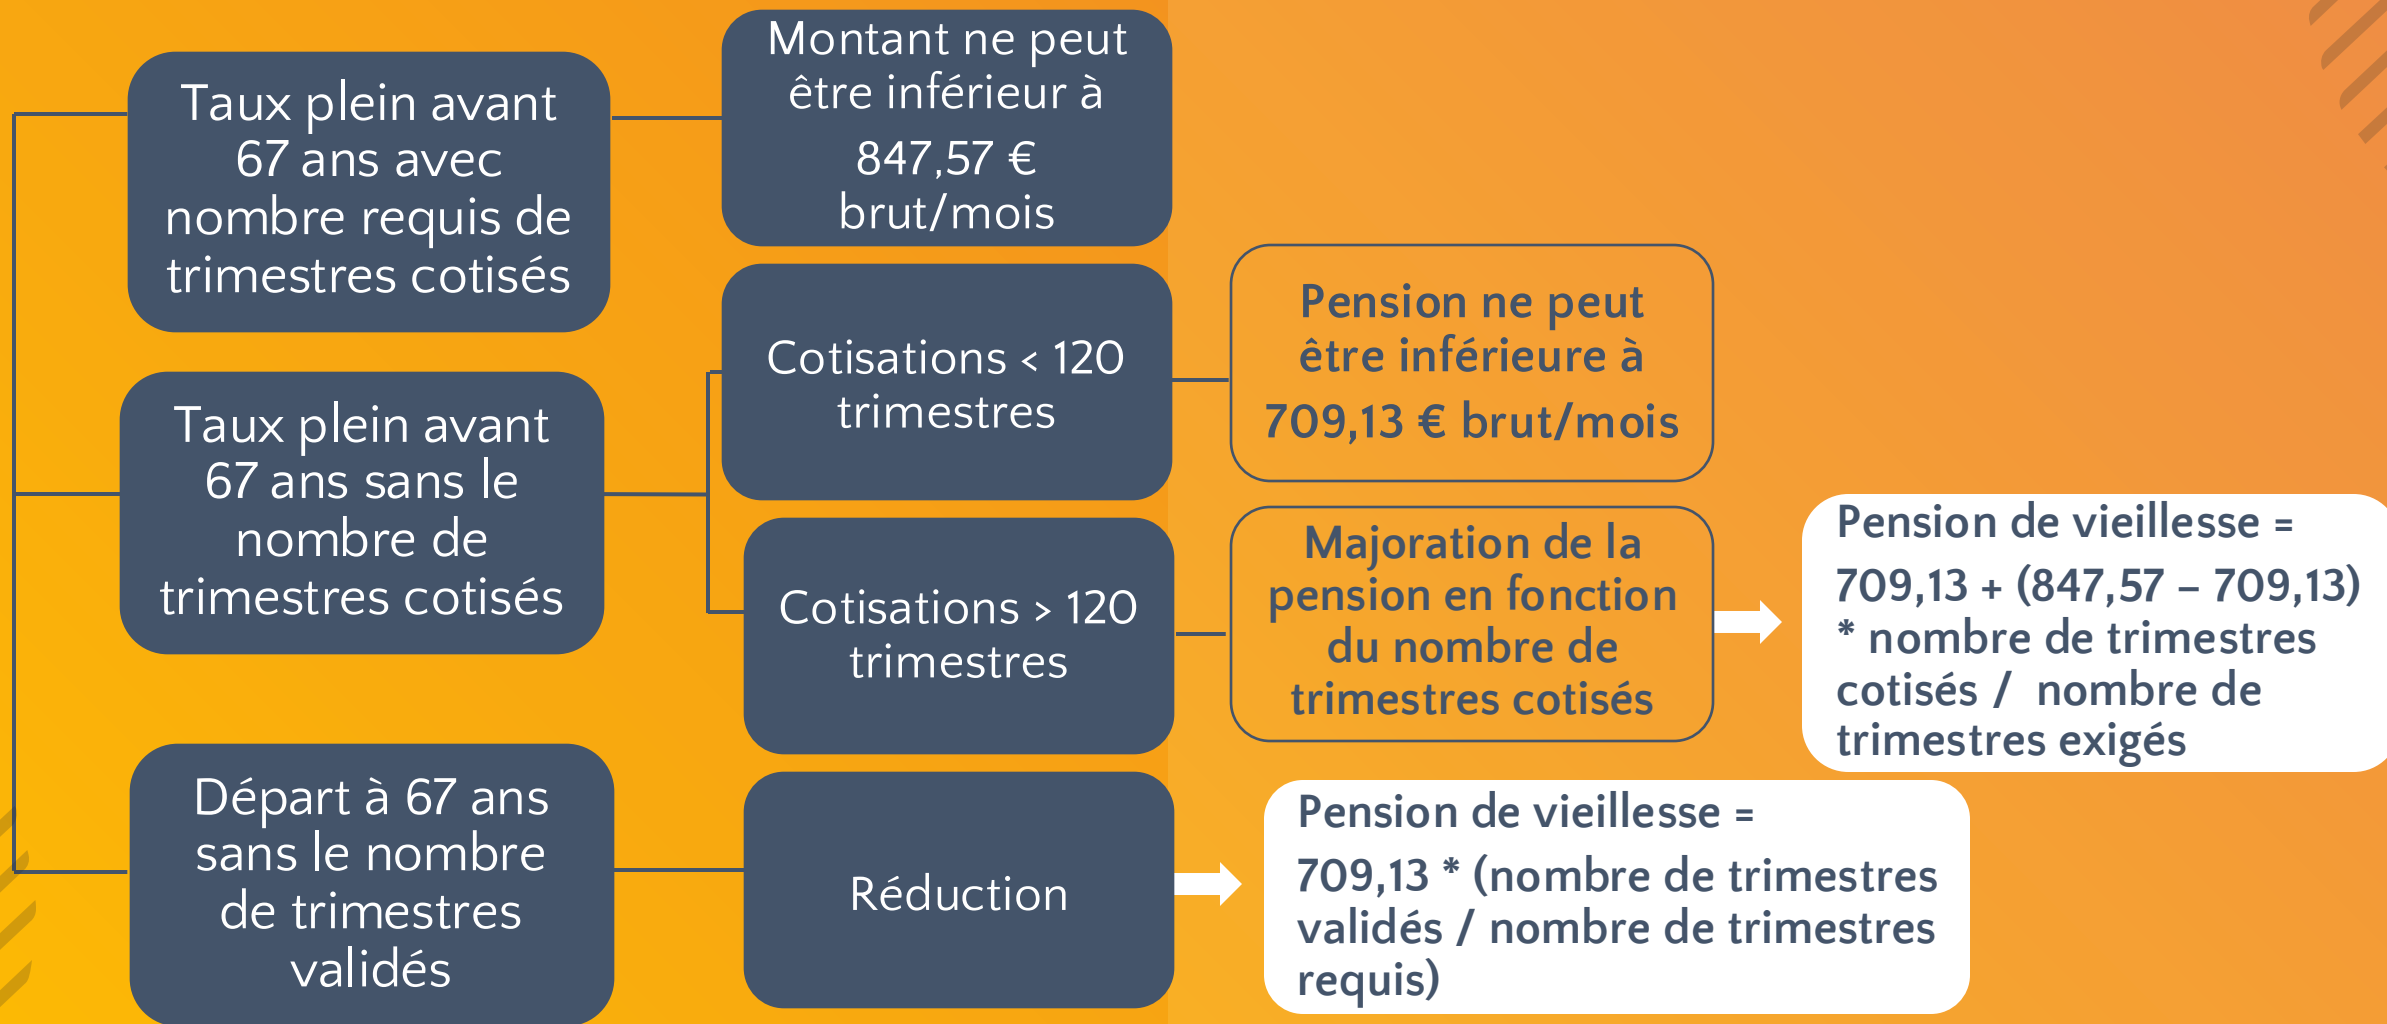 Taux plein avant
67 ans avec
nombre requis de
trimestres cotisés
Montant ne peut
être inférieur à
847,57 €
brut/mois
Taux plein avant
67 ans sans le
nombre de
trimestres cotisés
Cotisations < 120
trimestres
Pension ne peut
être inférieure à
709,13 € brut/mois
Cotisations > 120
trimestres
Majoration de la
pension en fonction
du nombre de
trimestres cotisés
Pension de vieillesse =
709,13 + (847,57 – 709,13)
* nombre de trimestres
cotisés / nombre de
trimestres exigés
Départ à 67 ans
sans le nombre
de trimestres
validés
Réduction
Pension de vieillesse =
709,13 * (nombre de trimestres
validés / nombre de trimestres
requis)